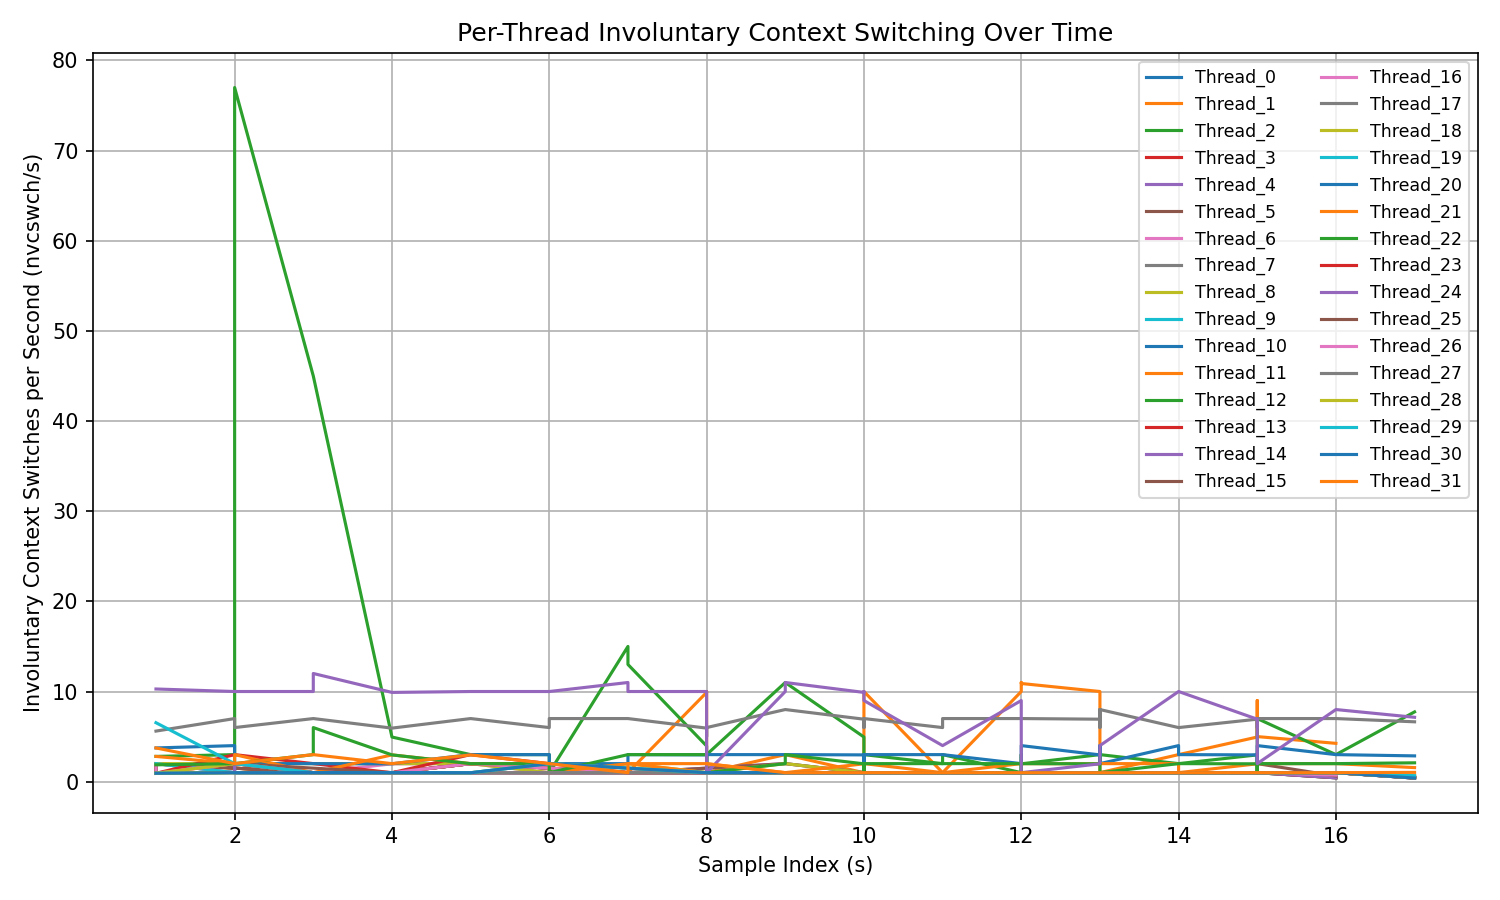 Per-Thread Involuntary Context Switching Over Time
Involuntary Context Switches per Second (nvcswch/s)
80
70
60
50
40
30
20
10
0
Thread_0
Thread_1
Thread_2
Thread_3
Thread_4
Thread_5
Thread_6
Thread_7
Thread_8
Thread_9
Thread_10
Thread_11
Thread_12
Thread_13
Thread_14
Thread_15
Thread_16
Thread_17
Thread_18
Thread_19
Thread_20
Thread_21
Thread_22
Thread_23
Thread_24
Thread_25
Thread_26
Thread_27
Thread_28
Thread_29
Thread_30
Thread_31
2 4 6 8 10 12 14 16
Sample Index (s)